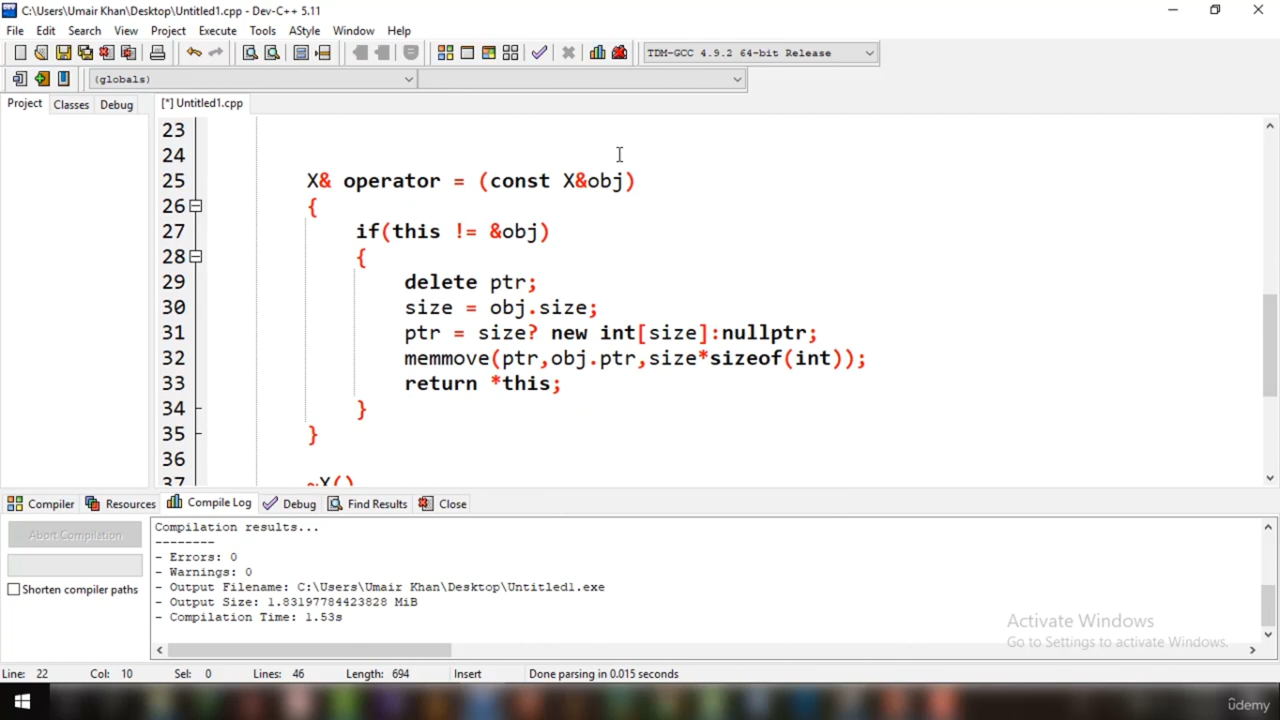 C:\Users\Umair Khan\Desktop\Untitled1.cpp - Dev-C++ 5.11
File Edit Search View Project Execute Tools AStyle Window Help
TDM-GCC 4.9.2 64-bit Release
(globals)
Project Classes Debug [*] Untitled1.cpp
23
24
25 X& operator = (const X&obj)
26 {
27 if(this != &obj)
28 {
29 delete ptr;
30 size = obj.size;
31 ptr = size? new int[size]:nullptr;
32 memmove(ptr,obj.ptr,size*sizeof(int));
33 return *this;
34 }
35 }
36
37 ~X()
Compiler Resources Compile Log Debug Find Results Close
Abort Compilation
Shorten compiler paths
Compilation results...
--------
- Errors: 0
- Warnings: 0
- Output Filename: C:\Users\Umair Khan\Desktop\Untitled1.exe
- Output Size: 1.83197784423828 MiB
- Compilation Time: 1.53s
Activate Windows
Go to Settings to activate Windows.
Line: 22 Col: 10 Sel: 0 Lines: 46 Length: 694 Insert Done parsing in 0.015 seconds
ûdemy